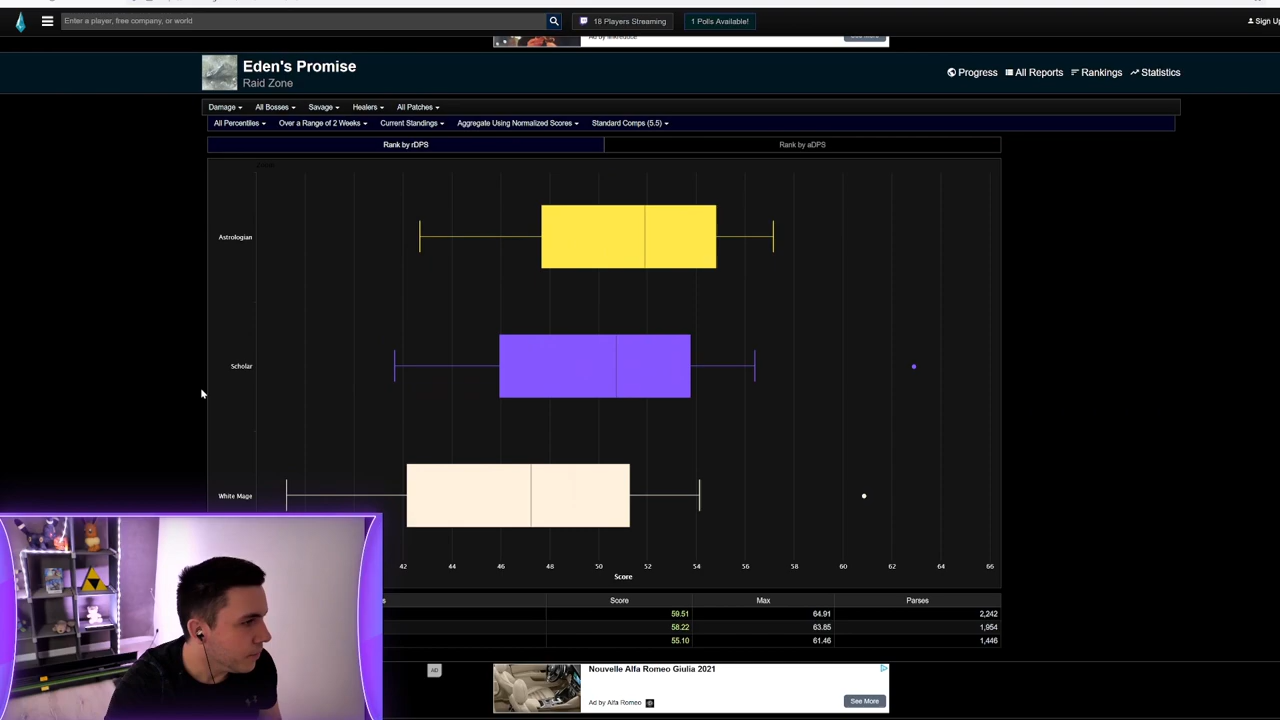 Enter a player, free company, or world
18 Players Streaming
1 Polls Available!
Sign Up
See More
Eden's Promise
Raid Zone
Progress
All Reports
Rankings
Statistics
Damage
All Bosses
Savage
Healers
All Patches
All Percentiles
Over a Range of 2 Weeks
Current Standings
Aggregate Using Normalized Scores
Standard Comps (5.5)
Rank by rDPS
Rank by aDPS
Astrologian
Scholar
White Mage
42 44 46 48 50 52 54 56 58 60 62 64 66
Score
Score Max Parses
59.51 64.91 2,242
58.22 63.85 1,954
55.10 61.46 1,446
AD
Nouvelle Alfa Romeo Giulia 2021
Ad by Alfa Romeo
See More